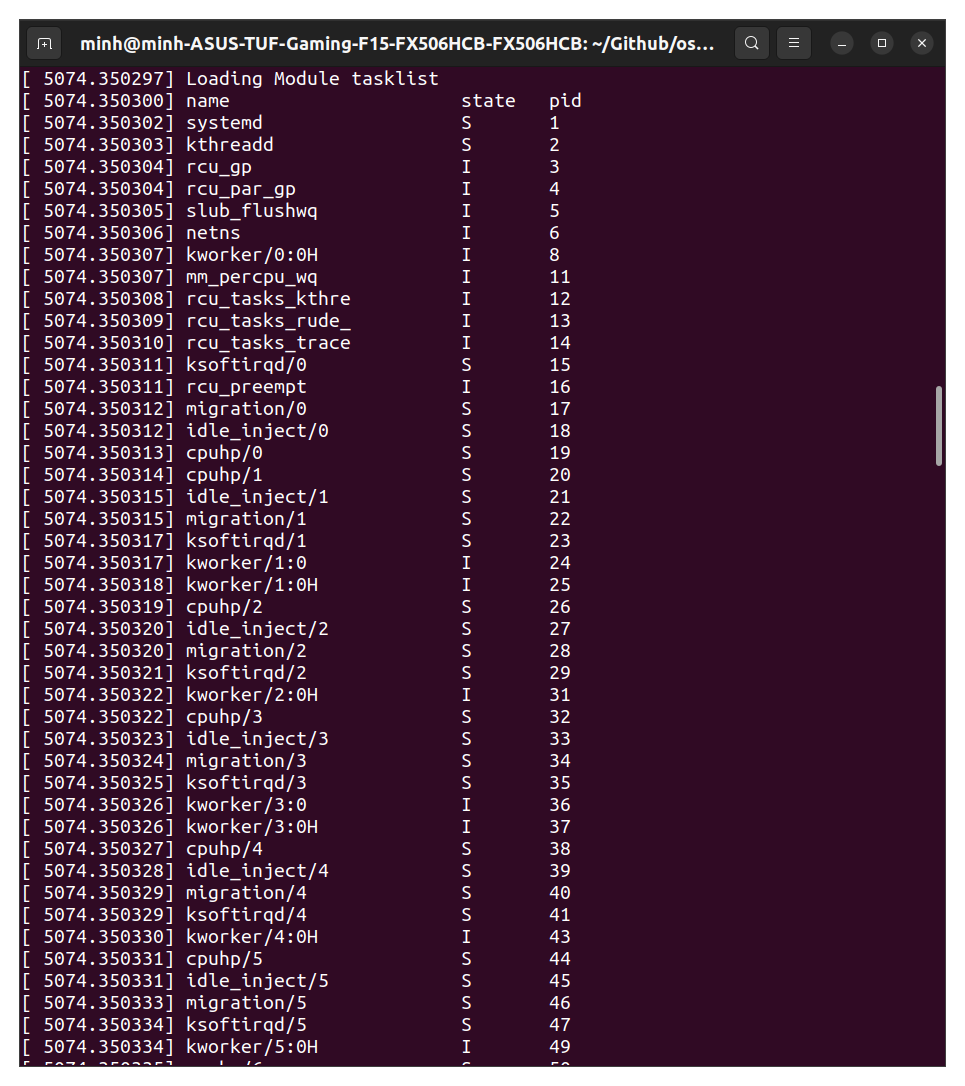 minh@minh-ASUS-TUF-Gaming-F15-FX506HCB-FX506HCB: ~/Github/os...
[ 5074.350297] Loading Module tasklist
[ 5074.350300] name                     state   pid
[ 5074.350302] systemd                  S       1
[ 5074.350303] kthreadd                 S       2
[ 5074.350304] rcu_gp                   I       3
[ 5074.350304] rcu_par_gp               I       4
[ 5074.350305] slub_flushwq             I       5
[ 5074.350306] netns                    I       6
[ 5074.350307] kworker/0:0H             I       8
[ 5074.350307] mm_percpu_wq             I       11
[ 5074.350308] rcu_tasks_kthre          I       12
[ 5074.350309] rcu_tasks_rude_          I       13
[ 5074.350310] rcu_tasks_trace          I       14
[ 5074.350311] ksoftirqd/0              S       15
[ 5074.350311] rcu_preempt              I       16
[ 5074.350312] migration/0              S       17
[ 5074.350312] idle_inject/0            S       18
[ 5074.350313] cpuhp/0                  S       19
[ 5074.350314] cpuhp/1                  S       20
[ 5074.350315] idle_inject/1            S       21
[ 5074.350315] migration/1              S       22
[ 5074.350317] ksoftirqd/1              S       23
[ 5074.350317] kworker/1:0              I       24
[ 5074.350318] kworker/1:0H             I       25
[ 5074.350319] cpuhp/2                  S       26
[ 5074.350320] idle_inject/2            S       27
[ 5074.350320] migration/2              S       28
[ 5074.350321] ksoftirqd/2              S       29
[ 5074.350322] kworker/2:0H             I       31
[ 5074.350322] cpuhp/3                  S       32
[ 5074.350323] idle_inject/3            S       33
[ 5074.350324] migration/3              S       34
[ 5074.350325] ksoftirqd/3              S       35
[ 5074.350326] kworker/3:0              I       36
[ 5074.350326] kworker/3:0H             I       37
[ 5074.350327] cpuhp/4                  S       38
[ 5074.350328] idle_inject/4            S       39
[ 5074.350329] migration/4              S       40
[ 5074.350329] ksoftirqd/4              S       41
[ 5074.350330] kworker/4:0H             I       43
[ 5074.350331] cpuhp/5                  S       44
[ 5074.350331] idle_inject/5            S       45
[ 5074.350333] migration/5              S       46
[ 5074.350334] ksoftirqd/5              S       47
[ 5074.350334] kworker/5:0H             I       49